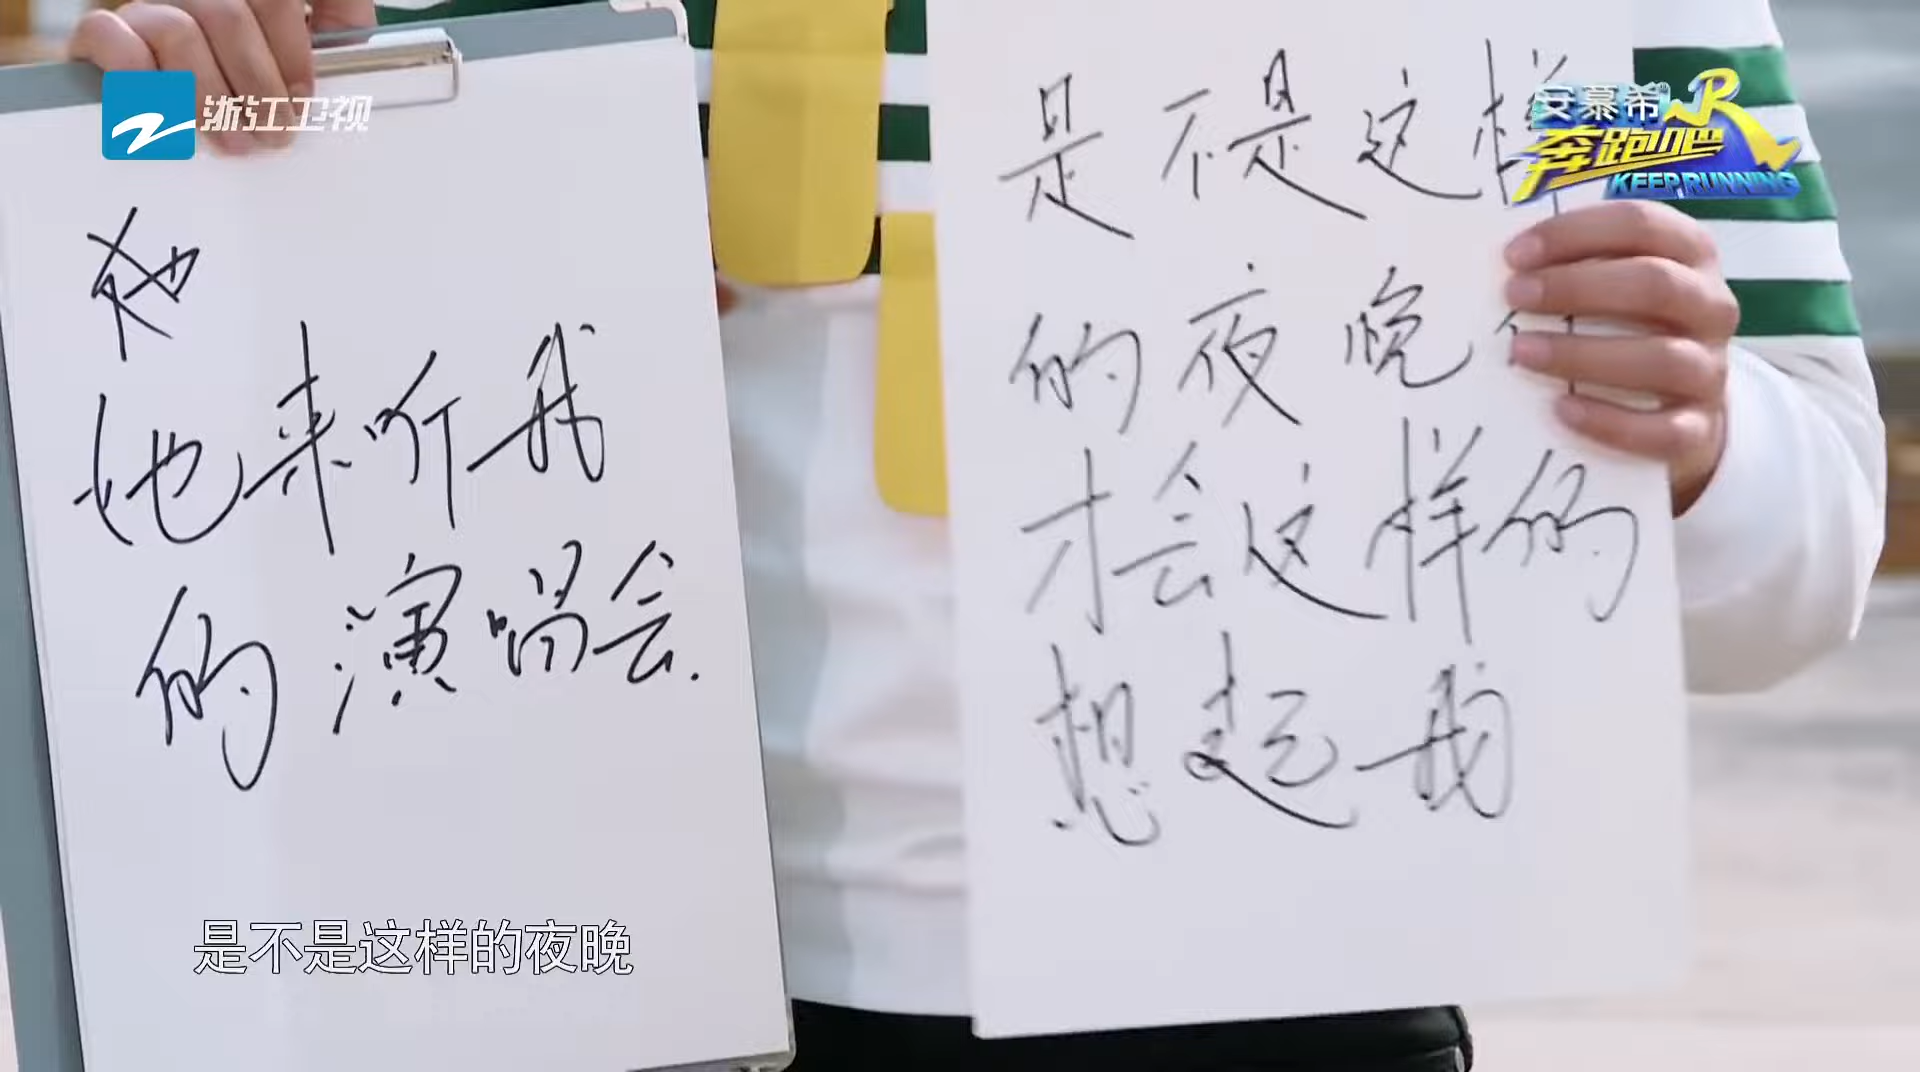 浙江卫视
安慕希
奔跑吧
KEEP RUNNING
她来听我
的演唱会.
是不是这样
的夜晚你
才会这样的
想起我
是不是这样的夜晚